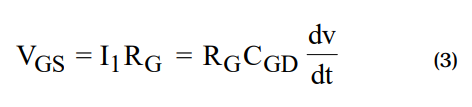 V_GS = I_1 R_G = R_G C_GD dv/dt (3)